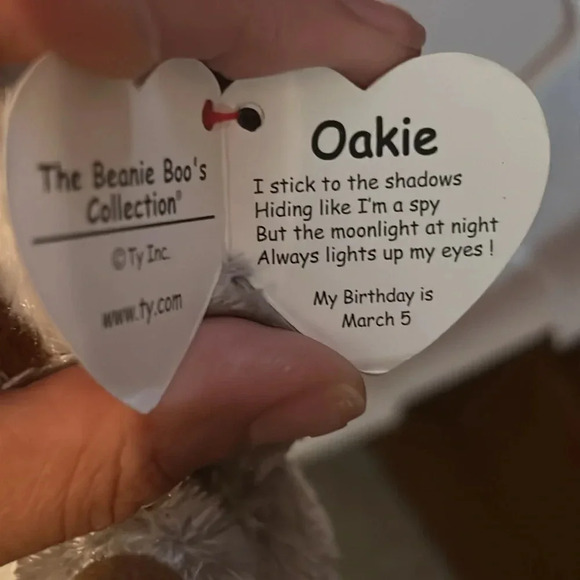 The Beanie Boo's
Collection®
©Ty Inc.
www.ty.com
Oakie
I stick to the shadows
Hiding like I'm a spy
But the moonlight at night
Always lights up my eyes !
My Birthday is
March 5